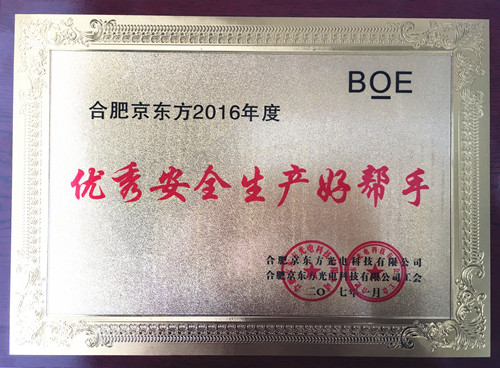 BOE
合肥京东方2016年度
优秀安全生产好帮手
合肥京东方光电科技有限公司
合肥京东方光电科技有限公司工会
二〇一七年一月